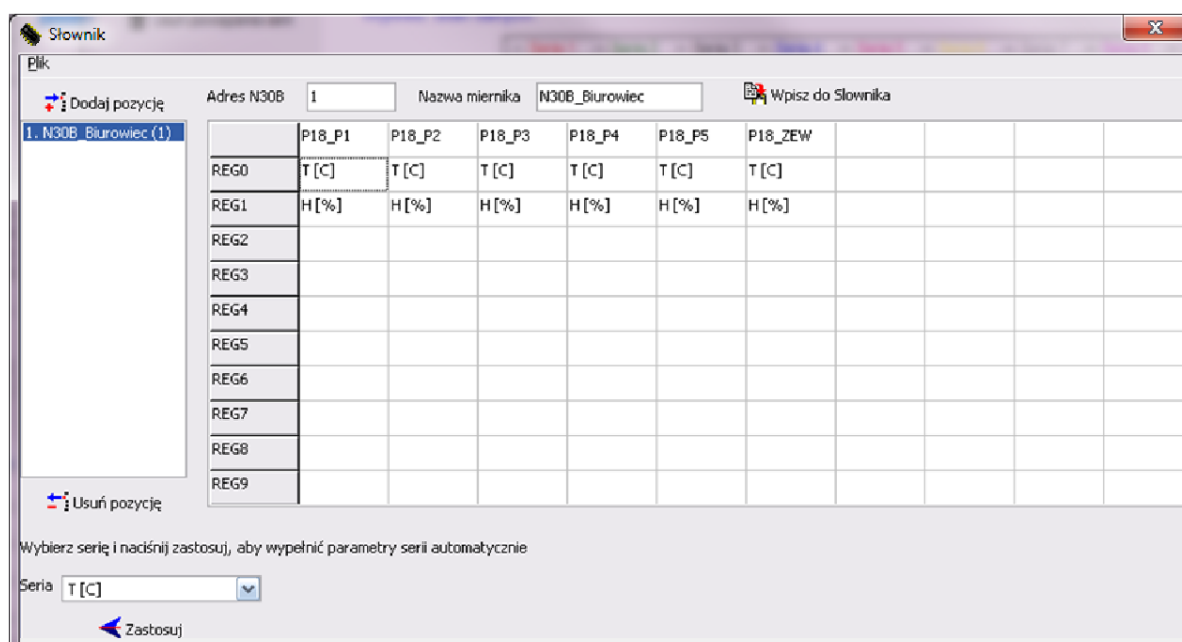 Słownik
Plik
Dodaj pozycję Adres N30B 1 Nazwa miernika N30B_Biurowiec Wpisz do Słownika
1. N30B_Biurowiec (1)
P18_P1 P18_P2 P18_P3 P18_P4 P18_P5 P18_ZEW
REG0 T [C] T [C] T [C] T [C] T [C] T [C]
REG1 H [%] H [%] H [%] H [%] H [%] H [%]
REG2
REG3
REG4
REG5
REG6
REG7
REG8
REG9
Usuń pozycję
Wybierz serię i naciśnij zastosuj, aby wypełnić parametry serii automatycznie
Seria T [C]
Zastosuj